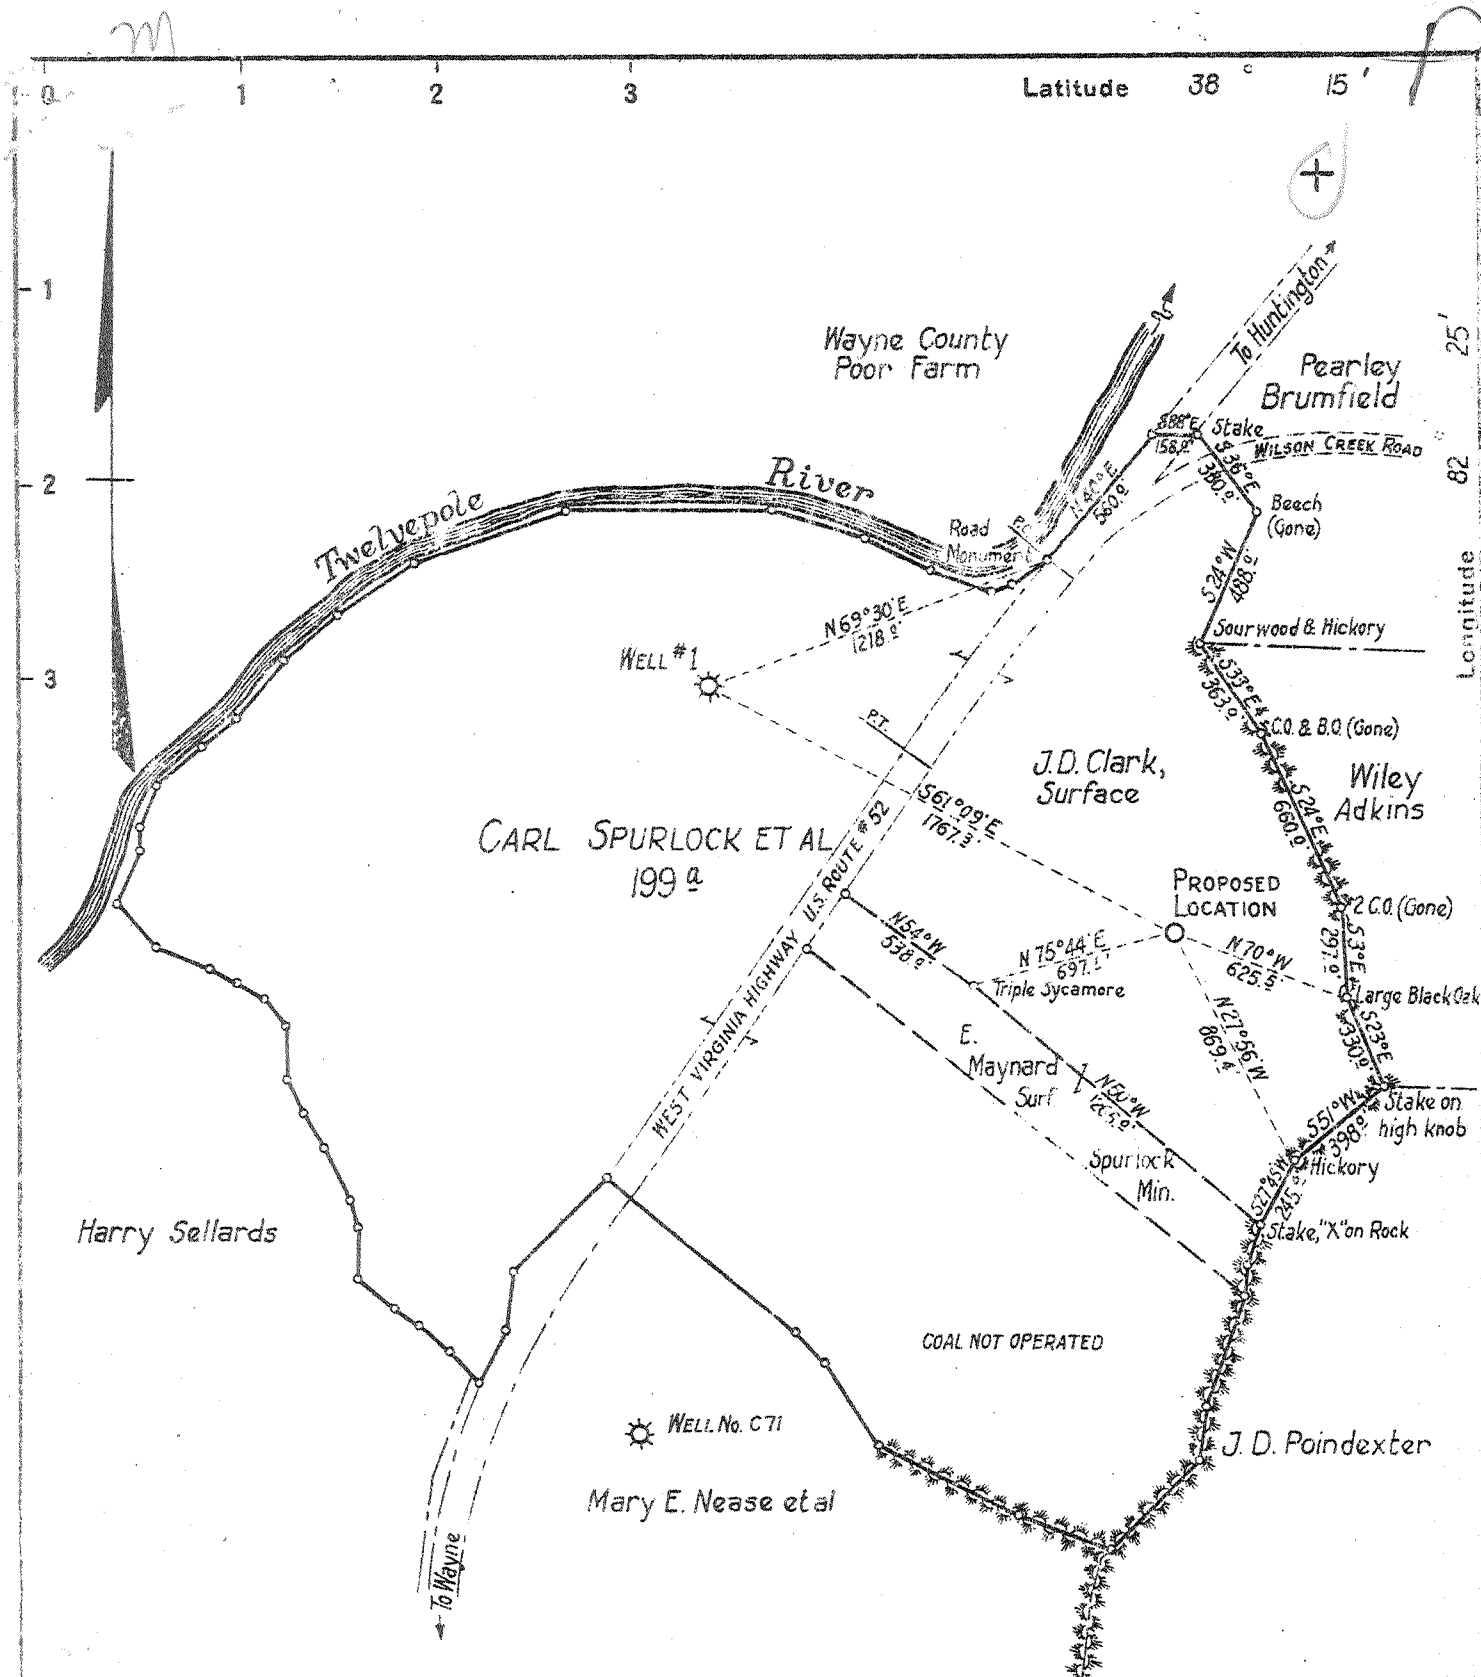 m
0 1 2 3 Latitude 38° 15'
1
2
3
Longitude 82° 25'
Wayne County
Poor Farm
To Huntington
Pearley
Brumfield
S88°E
158.0'
Stake
WILSON CREEK ROAD
S36°E
380.0'
N40°E
560.0'
Beech
(Gone)
Twelvepole River
Road
Monument
P.C.
S24°W
488.0'
Sourwood & Hickory
N69°30'E
1218.0'
WELL #1
S33°E
363.0'
C.O. & B.O. (Gone)
P.T.
J.D. Clark,
Surface
Wiley
Adkins
S61°09'E
1767.3'
S24°E
660.0'
CARL SPURLOCK ET AL
199 a
WEST VIRGINIA HIGHWAY U.S. ROUTE #52
PROPOSED
LOCATION
2 C.O. (Gone)
N54°W
538.0'
N75°44'E
697.1'
N70°W
625.5'
S3°E
297.0'
Triple Sycamore
Large Black Oak
N27°56'W
869.4'
S23°E
330.0'
E.
Maynard
Surf.
N50°W
S51°W
398.0'
Stake on
high knob
Spurlock
Min.
Hickory
S27°45'W
245.0'
Stake, "X" on Rock
Harry Sellards
COAL NOT OPERATED
WELL No. C71
J. D. Poindexter
Mary E. Nease et al
To Wayne